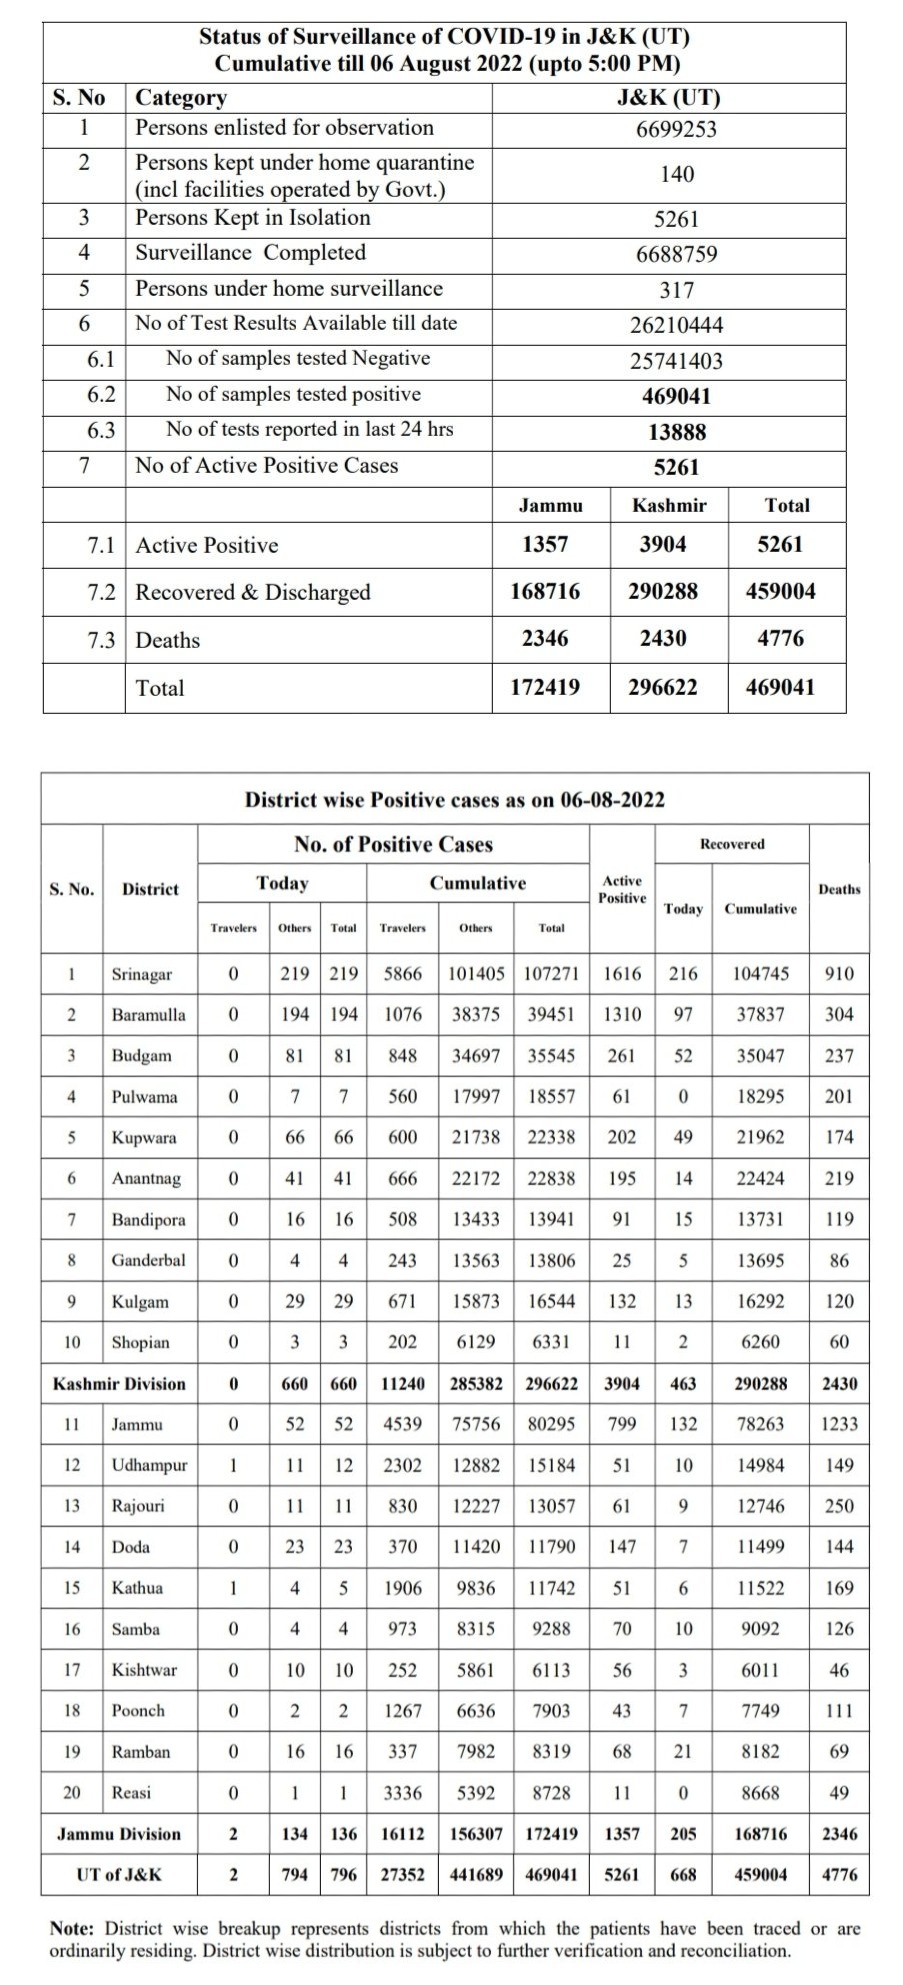 Status of Surveillance of COVID-19 in J&K (UT)
Cumulative till 06 August 2022 (upto 5:00 PM)
S. No Category J&K (UT)
1 Persons enlisted for observation 6699253
2 Persons kept under home quarantine
(incl facilities operated by Govt.) 140
3 Persons Kept in Isolation 5261
4 Surveillance Completed 6688759
5 Persons under home surveillance 317
6 No of Test Results Available till date 26210444
6.1 No of samples tested Negative 25741403
6.2 No of samples tested positive 469041
6.3 No of tests reported in last 24 hrs 13888
7 No of Active Positive Cases 5261
Jammu Kashmir Total
7.1 Active Positive 1357 3904 5261
7.2 Recovered & Discharged 168716 290288 459004
7.3 Deaths 2346 2430 4776
Total 172419 296622 469041
District wise Positive cases as on 06-08-2022
No. of Positive Cases Recovered
S. No. District Today Cumulative Active
Positive Deaths
Today Cumulative
Travelers Others Total Travelers Others Total
1 Srinagar 0 219 219 5866 101405 107271 1616 216 104745 910
2 Baramulla 0 194 194 1076 38375 39451 1310 97 37837 304
3 Budgam 0 81 81 848 34697 35545 261 52 35047 237
4 Pulwama 0 7 7 560 17997 18557 61 0 18295 201
5 Kupwara 0 66 66 600 21738 22338 202 49 21962 174
6 Anantnag 0 41 41 666 22172 22838 195 14 22424 219
7 Bandipora 0 16 16 508 13433 13941 91 15 13731 119
8 Ganderbal 0 4 4 243 13563 13806 25 5 13695 86
9 Kulgam 0 29 29 671 15873 16544 132 13 16292 120
10 Shopian 0 3 3 202 6129 6331 11 2 6260 60
Kashmir Division 0 660 660 11240 285382 296622 3904 463 290288 2430
11 Jammu 0 52 52 4539 75756 80295 799 132 78263 1233
12 Udhampur 1 11 12 2302 12882 15184 51 10 14984 149
13 Rajouri 0 11 11 830 12227 13057 61 9 12746 250
14 Doda 0 23 23 370 11420 11790 147 7 11499 144
15 Kathua 1 4 5 1906 9836 11742 51 6 11522 169
16 Samba 0 4 4 973 8315 9288 70 10 9092 126
17 Kishtwar 0 10 10 252 5861 6113 56 3 6011 46
18 Poonch 0 2 2 1267 6636 7903 43 7 7749 111
19 Ramban 0 16 16 337 7982 8319 68 21 8182 69
20 Reasi 0 1 1 3336 5392 8728 11 0 8668 49
Jammu Division 2 134 136 16112 156307 172419 1357 205 168716 2346
UT of J&K 2 794 796 27352 441689 469041 5261 668 459004 4776
Note: District wise breakup represents districts from which the patients have been traced or are
ordinarily residing. District wise distribution is subject to further verification and reconciliation.